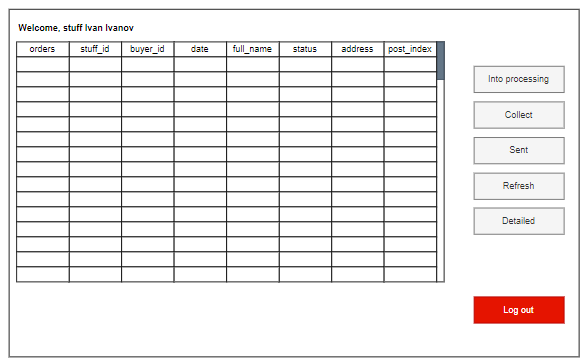 Welcome, stuff Ivan Ivanov
orders stuff_id buyer_id date full_name status address post_index
Into processing
Collect
Sent
Refresh
Detailed
Log out